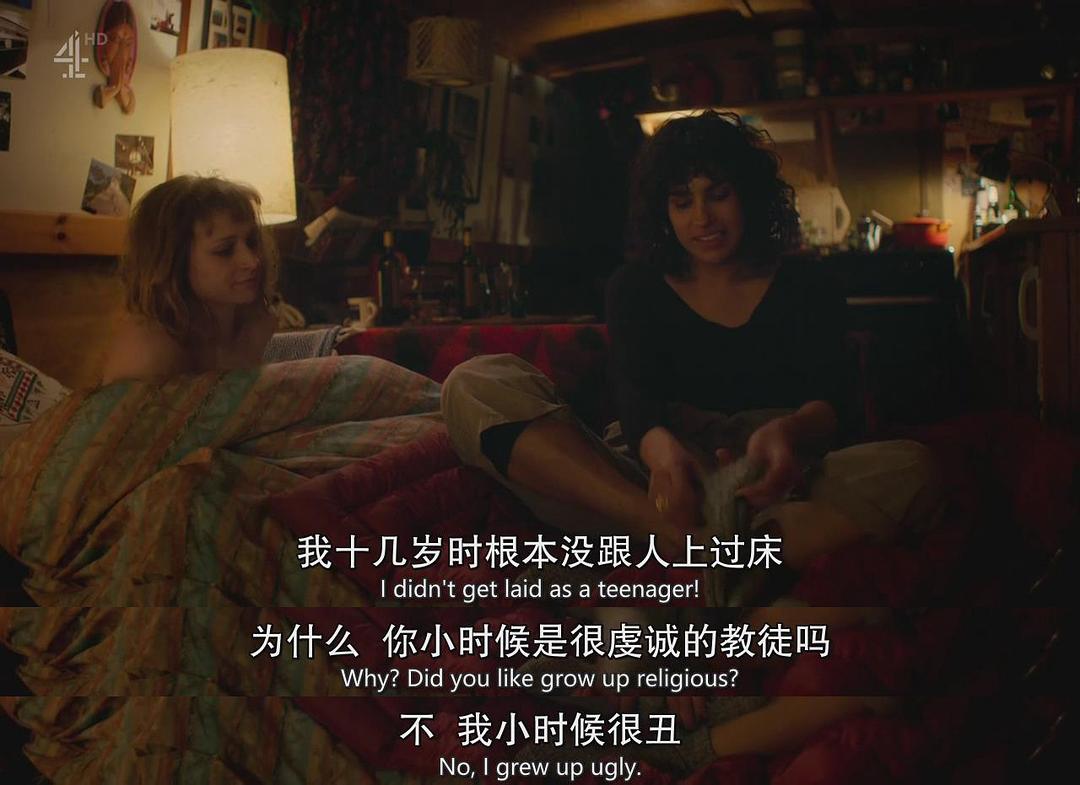 4 HD
我十几岁时根本没跟人上过床
I didn't get laid as a teenager!
为什么 你小时候是很虔诚的教徒吗
Why? Did you like grow up religious?
不 我小时候很丑
No, I grew up ugly.